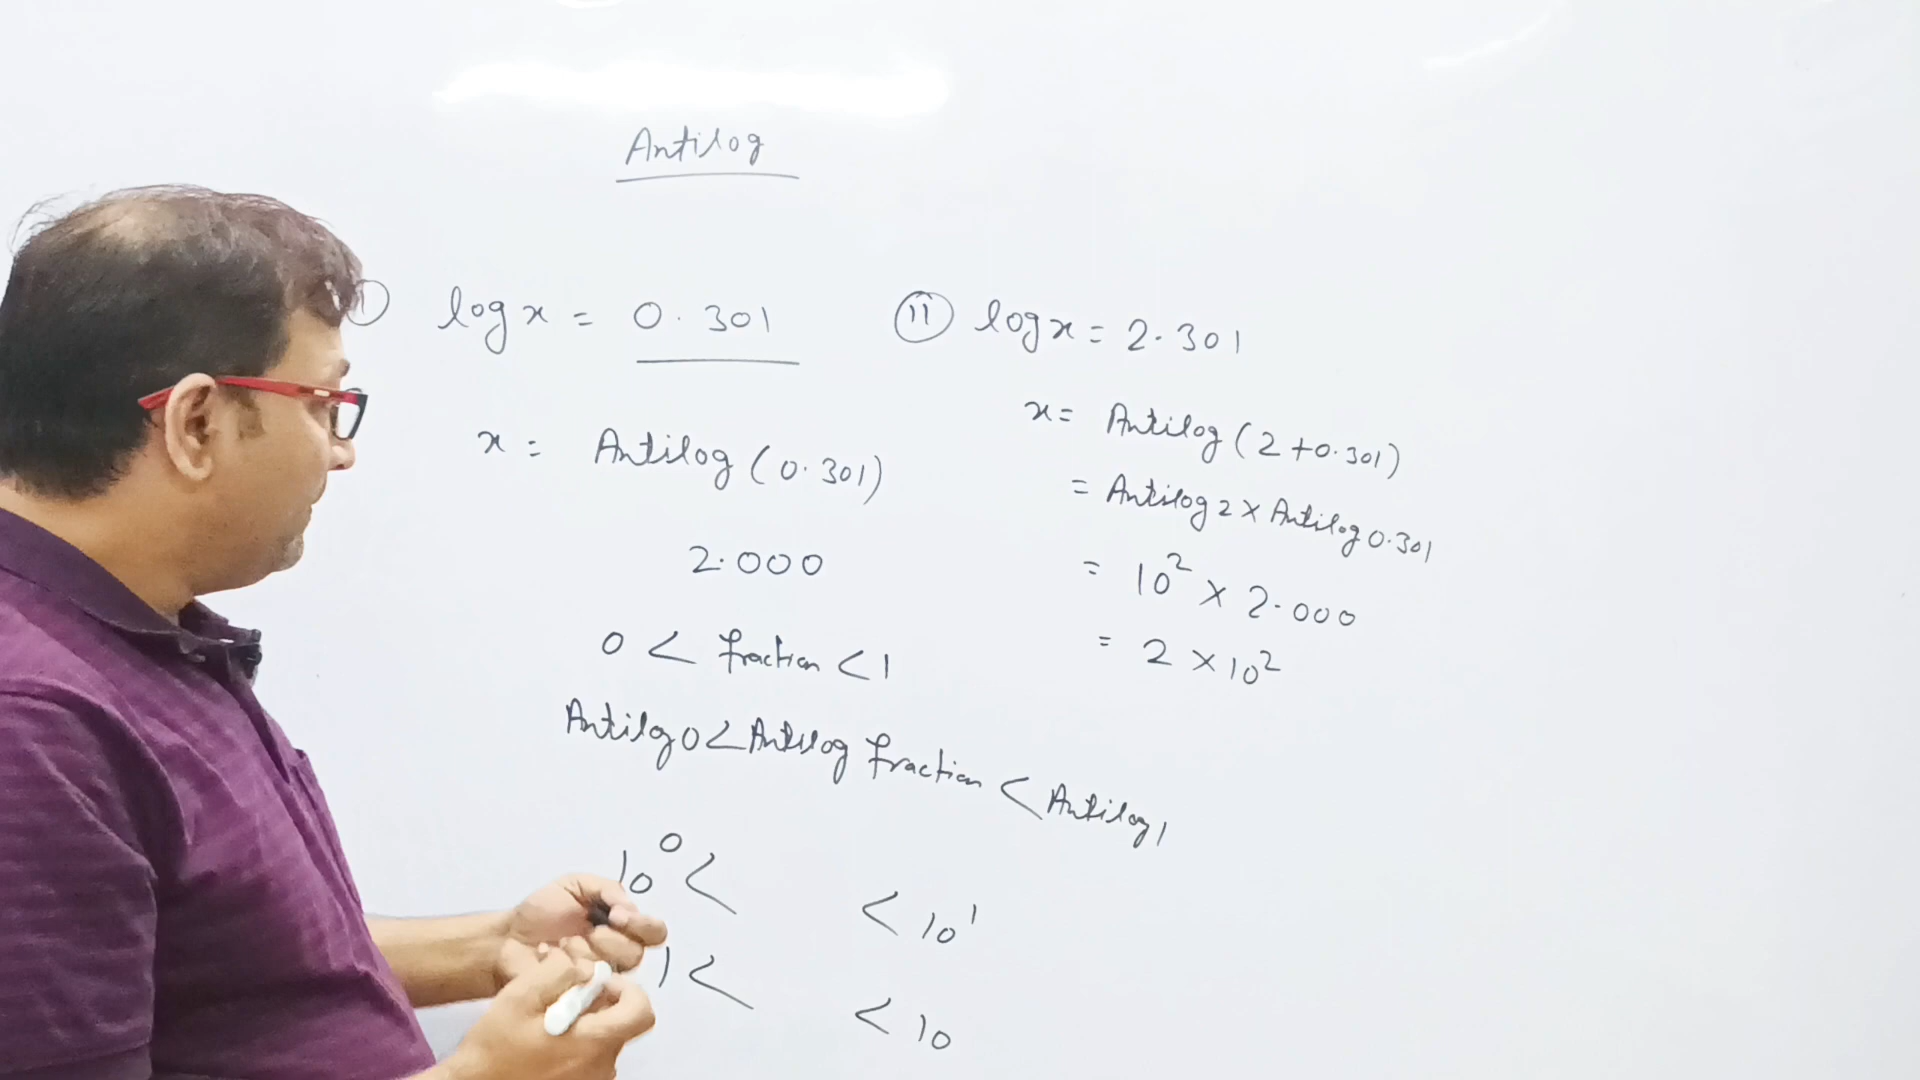 Antilog
① log x = 0.301
x = Antilog (0.301)
2.000
0 < fraction < 1
Antilog 0 < Antilog fraction < Antilog 1
10⁰ < < 10¹
1 < < 10
(ii) log x = 2.301
x = Antilog (2+0.301)
= Antilog 2 x Antilog 0.301
= 10² x 2.000
= 2 x 10²